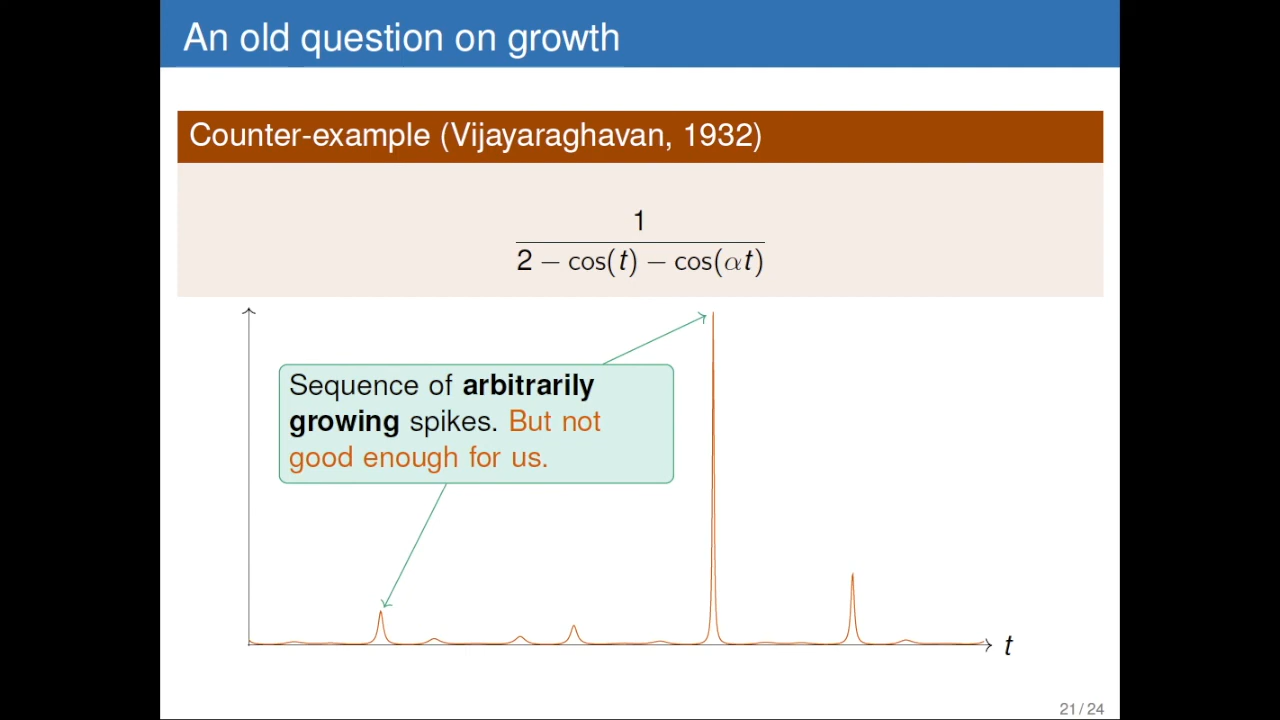 An old question on growth
Counter-example (Vijayaraghavan, 1932)
1
2 − cos(t) − cos(αt)
Sequence of arbitrarily
growing spikes. But not
good enough for us.
t
21 / 24